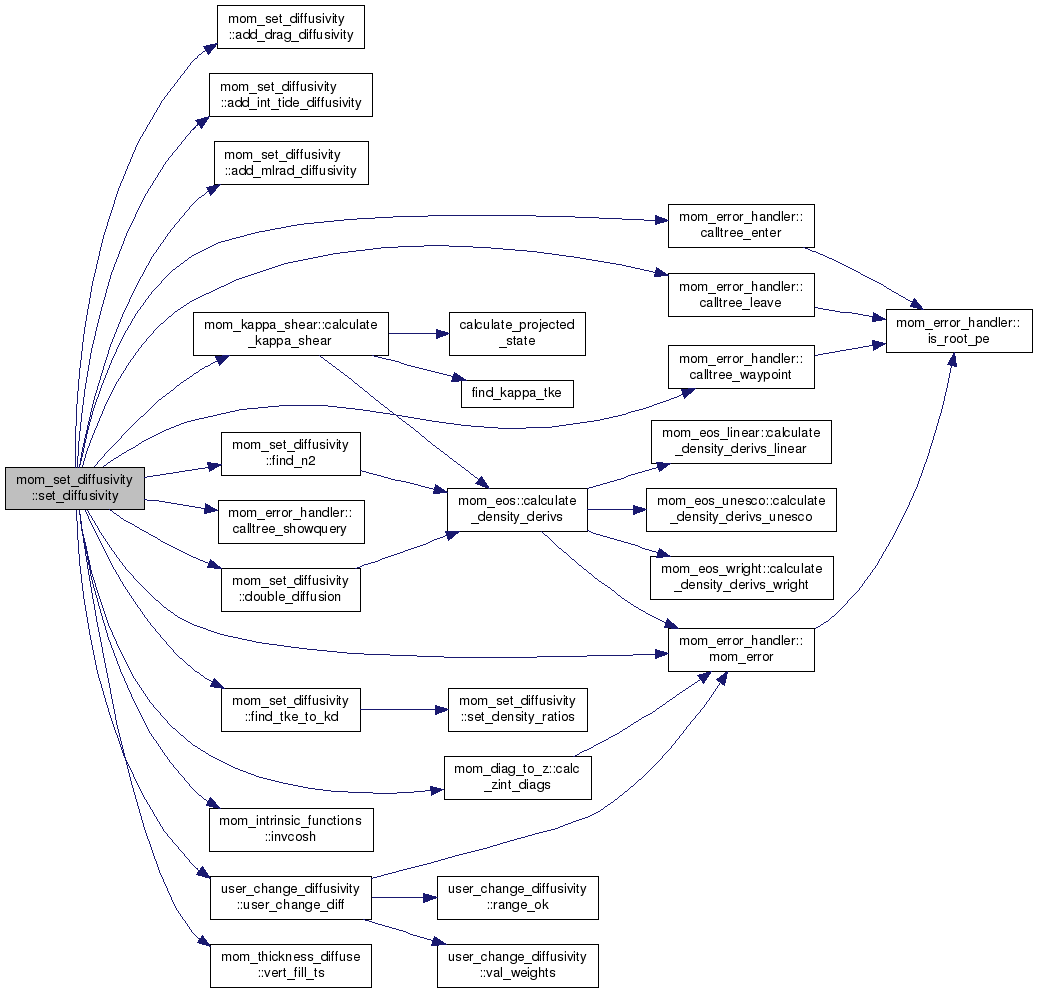 mom_set_diffusivity
::add_drag_diffusivity
mom_set_diffusivity
::add_int_tide_diffusivity
mom_set_diffusivity
::add_mlrad_diffusivity
mom_error_handler::
calltree_enter
mom_error_handler::
calltree_leave
mom_kappa_shear::calculate
_kappa_shear
calculate_projected
_state
mom_error_handler::
is_root_pe
mom_error_handler::
calltree_waypoint
find_kappa_tke
mom_set_diffusivity
::find_n2
mom_eos_linear::calculate
_density_derivs_linear
mom_set_diffusivity
::set_diffusivity
mom_eos::calculate
_density_derivs
mom_eos_unesco::calculate
_density_derivs_unesco
mom_error_handler::
calltree_showquery
mom_set_diffusivity
::double_diffusion
mom_eos_wright::calculate
_density_derivs_wright
mom_error_handler::
mom_error
mom_set_diffusivity
::find_tke_to_kd
mom_set_diffusivity
::set_density_ratios
mom_diag_to_z::calc
_zint_diags
mom_intrinsic_functions
::invcosh
user_change_diffusivity
::user_change_diff
user_change_diffusivity
::range_ok
mom_thickness_diffuse
::vert_fill_ts
user_change_diffusivity
::val_weights